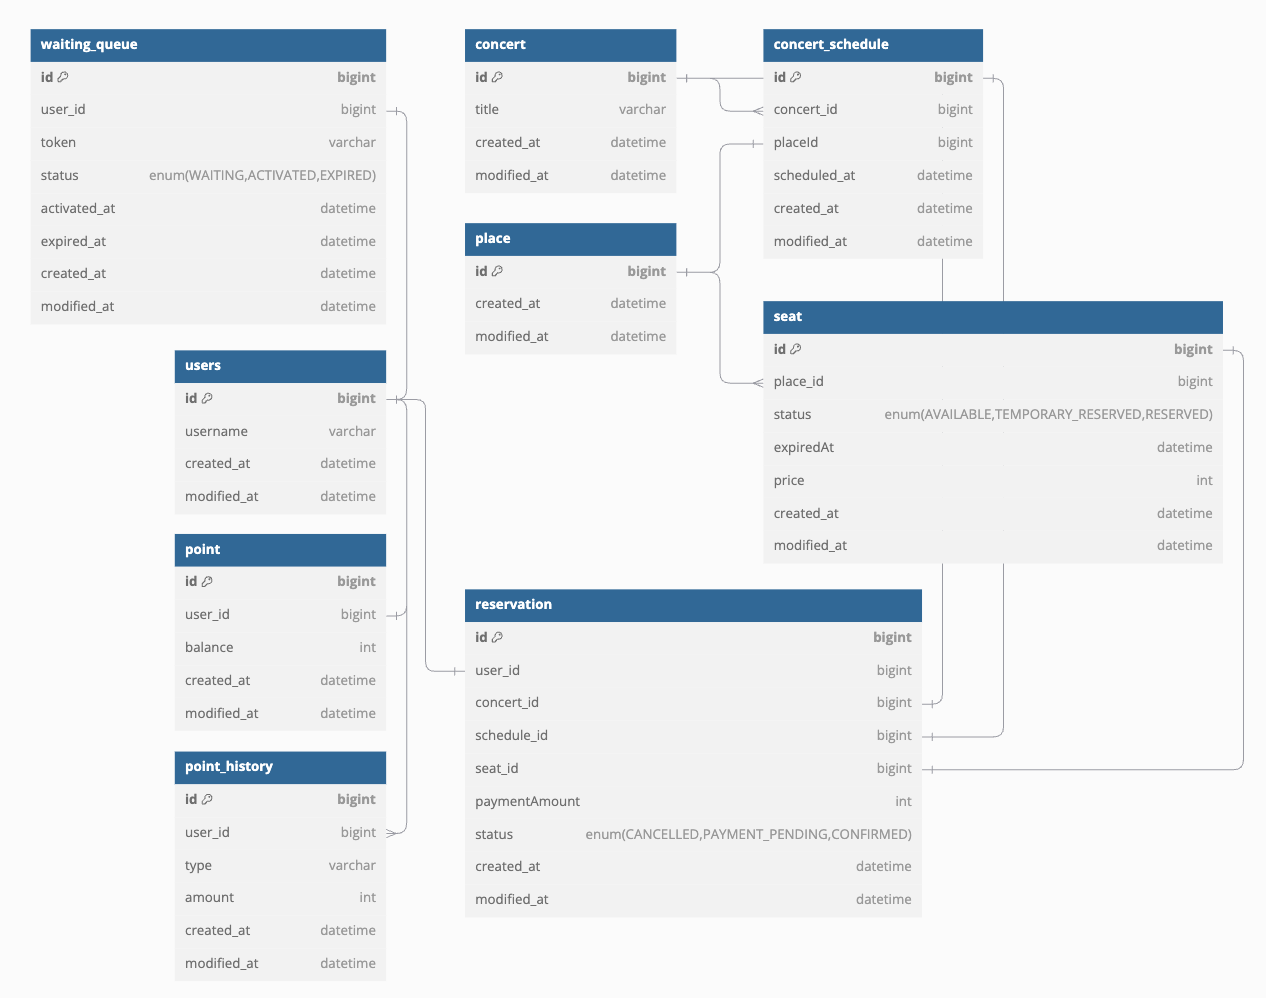 waiting_queue
id bigint
user_id bigint
token varchar
status enum(WAITING,ACTIVATED,EXPIRED)
activated_at datetime
expired_at datetime
created_at datetime
modified_at datetime
concert
id bigint
title varchar
created_at datetime
modified_at datetime
concert_schedule
id bigint
concert_id bigint
placeId bigint
scheduled_at datetime
created_at datetime
modified_at datetime
place
id bigint
created_at datetime
modified_at datetime
seat
id bigint
place_id bigint
status enum(AVAILABLE,TEMPORARY_RESERVED,RESERVED)
expiredAt datetime
price int
created_at datetime
modified_at datetime
users
id bigint
username varchar
created_at datetime
modified_at datetime
point
id bigint
user_id bigint
balance int
created_at datetime
modified_at datetime
reservation
id bigint
user_id bigint
concert_id bigint
schedule_id bigint
seat_id bigint
paymentAmount int
status enum(CANCELLED,PAYMENT_PENDING,CONFIRMED)
created_at datetime
modified_at datetime
point_history
id bigint
user_id bigint
type varchar
amount int
created_at datetime
modified_at datetime